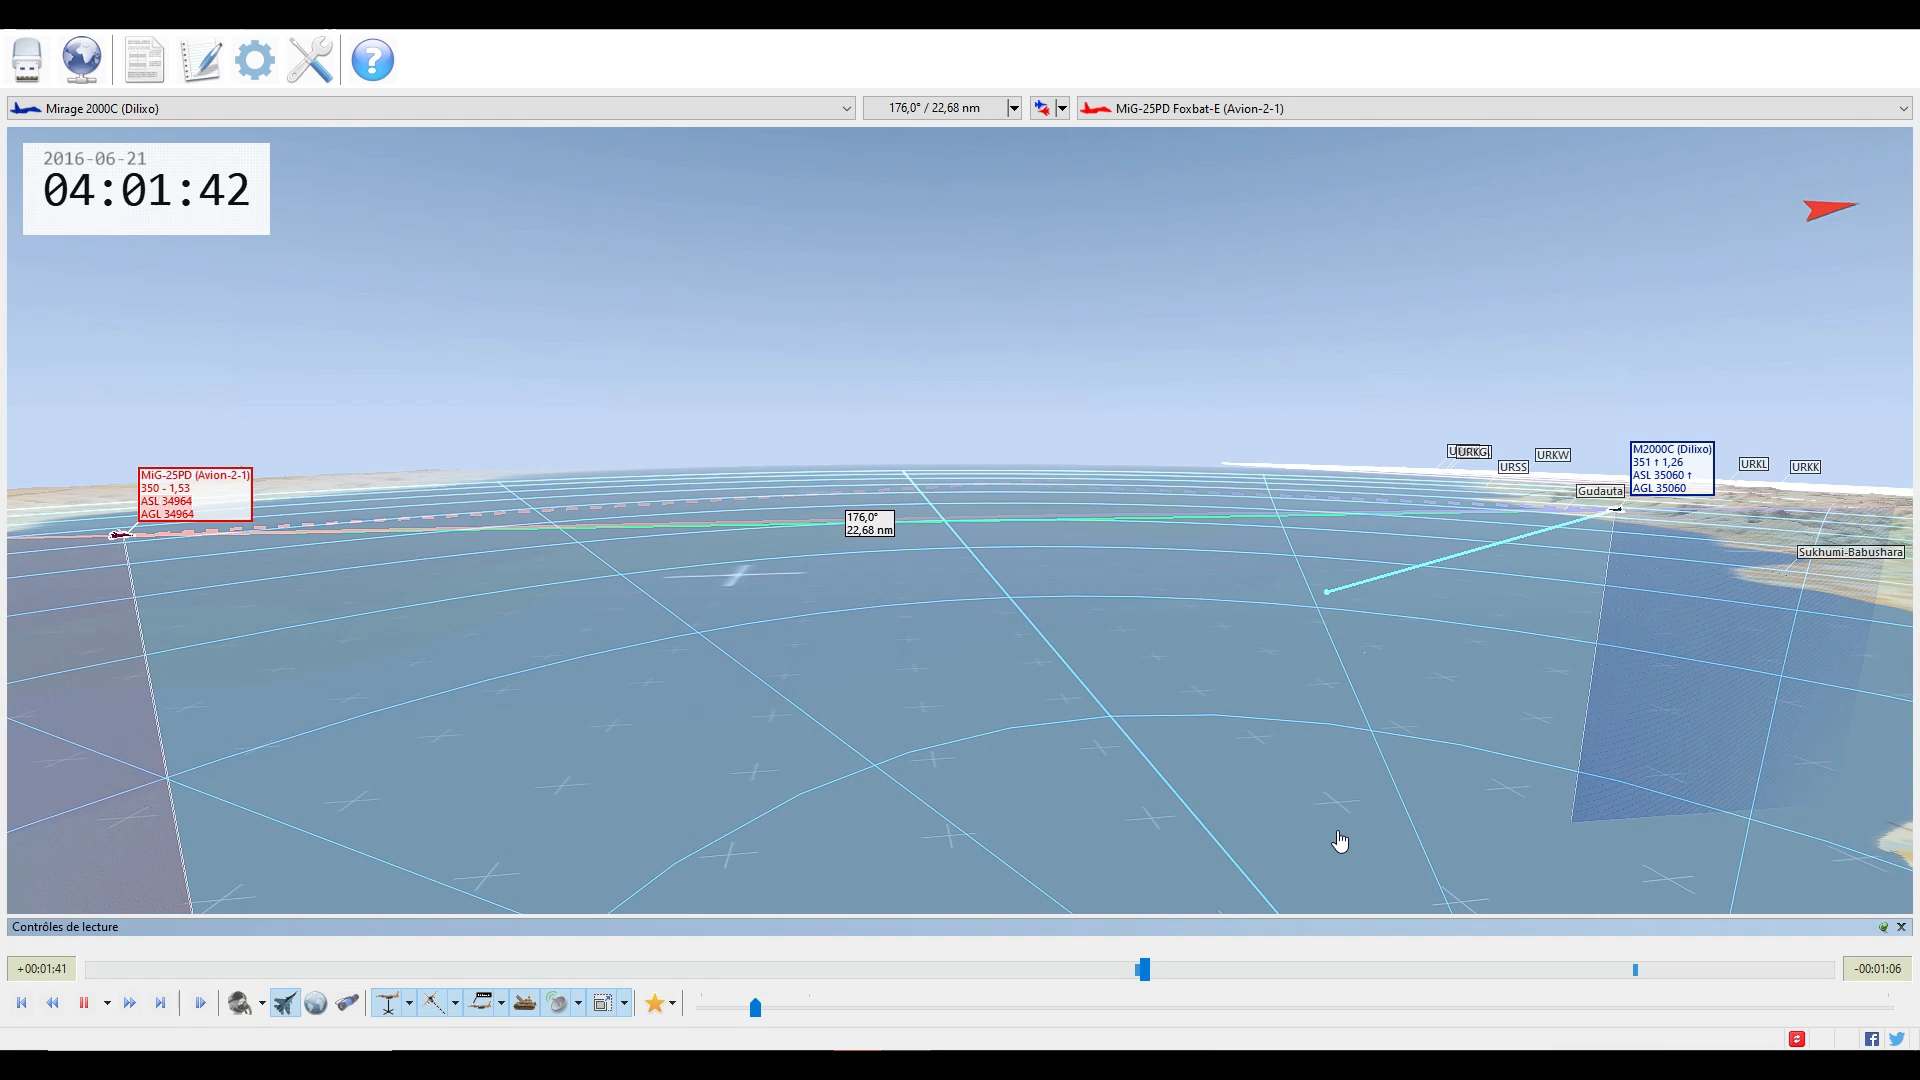 Mirage 2000C (Dilixo)
176,0° / 22,68 nm
MiG-25PD Foxbat-E (Avion-2-1)
2016-06-21
04:01:42
URKG
URSS
URKW
M2000C (Dilixo)
351 ↑ 1,26
ASL 35060 ↑
AGL 35060
URKL
URKK
MiG-25PD (Avion-2-1)
350 - 1,53
ASL 34964
AGL 34964
Gudauta
176,0°
22,68 nm
Sukhumi-Babushara
Contrôles de lecture
+00:01:41
-00:01:06